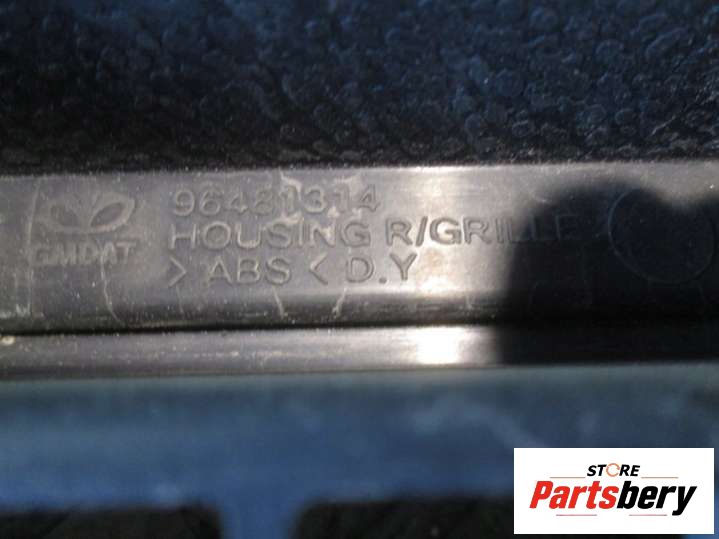 96481314
GMDAT HOUSING R/GRILLE
> ABS < D.Y
STORE
Partsbery